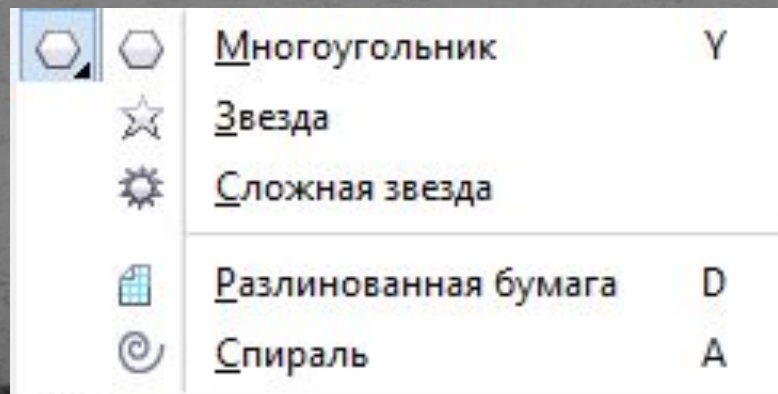 Многоугольник Y
Звезда
Сложная звезда
Разлинованная бумага D
Спираль A